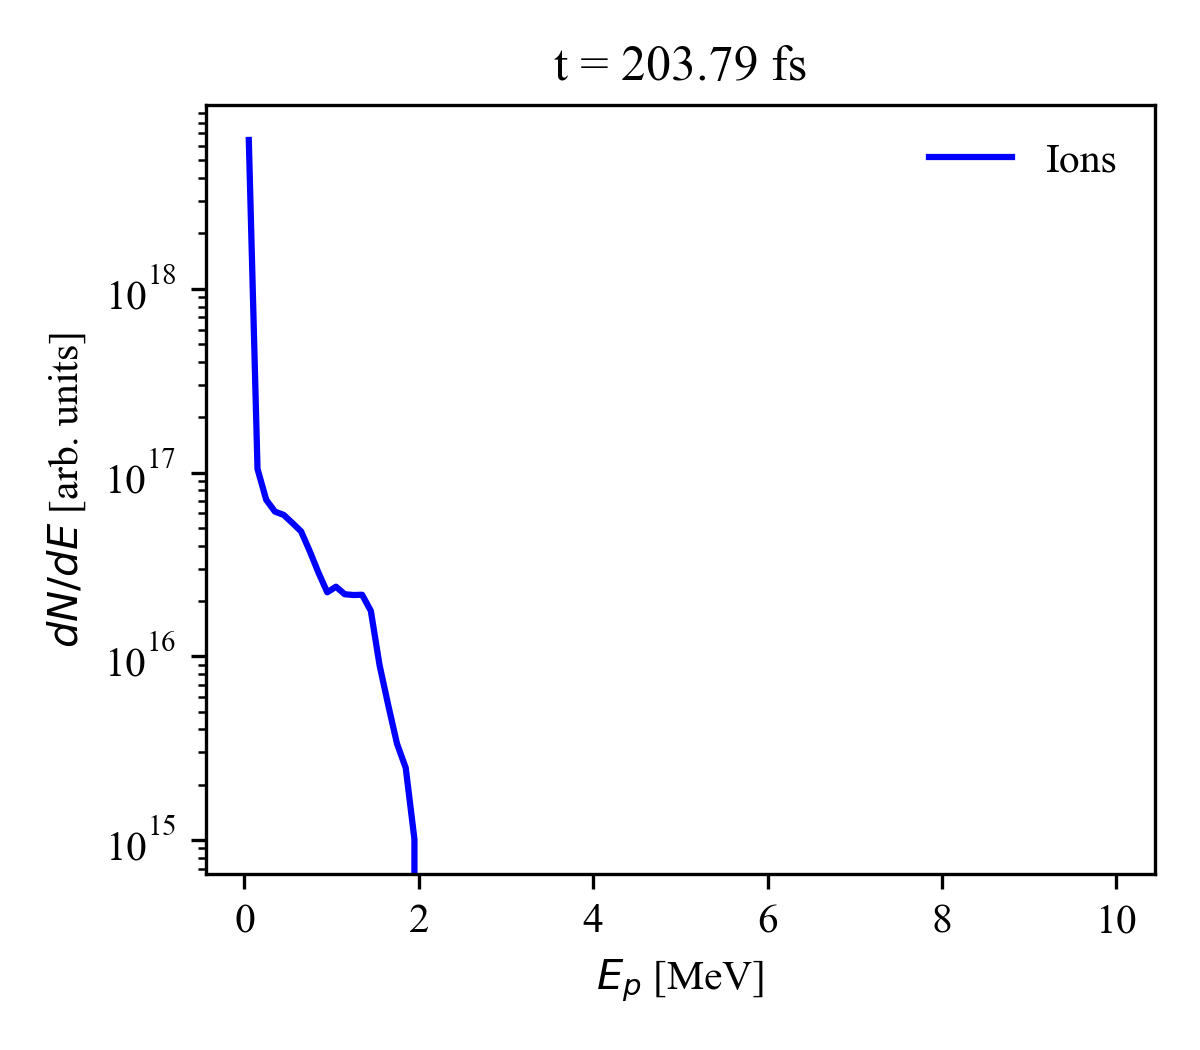 t = 203.79 fs
Ions
10^18
10^17
10^16
10^15
dN/dE [arb. units]
0 2 4 6 8 10
E_p [MeV]